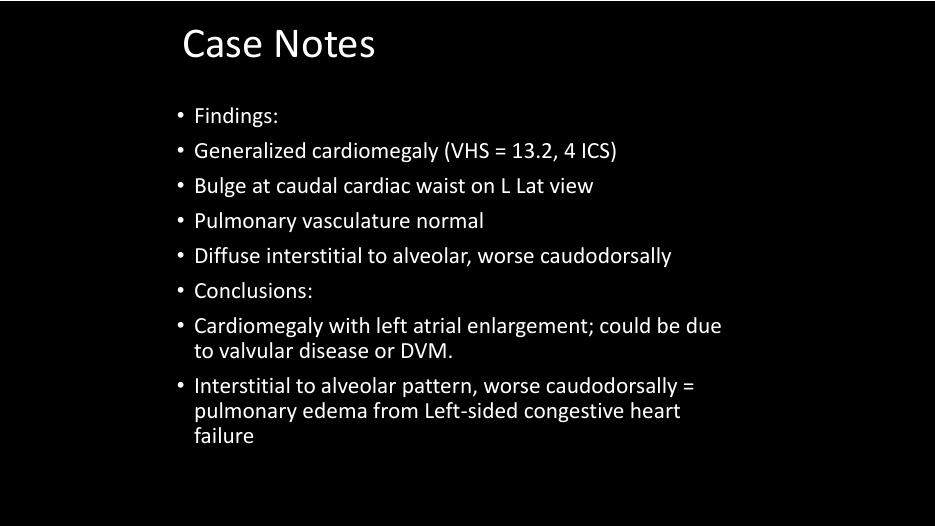 Case Notes
• Findings:
• Generalized cardiomegaly (VHS = 13.2, 4 ICS)
• Bulge at caudal cardiac waist on L Lat view
• Pulmonary vasculature normal
• Diffuse interstitial to alveolar, worse caudodorsally
• Conclusions:
• Cardiomegaly with left atrial enlargement; could be due
to valvular disease or DVM.
• Interstitial to alveolar pattern, worse caudodorsally =
pulmonary edema from Left-sided congestive heart
failure